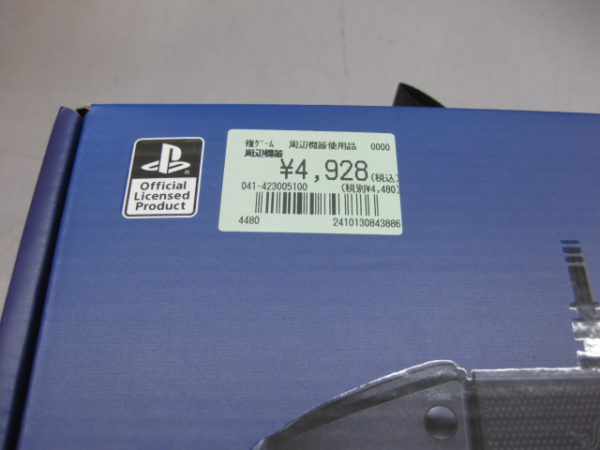 Official
Licensed
Product
種ゲーム 周辺機器使用品 0000
周辺機器
¥4,928(税込)
041-423005100 (税別¥4,480)
4480 2410130843886